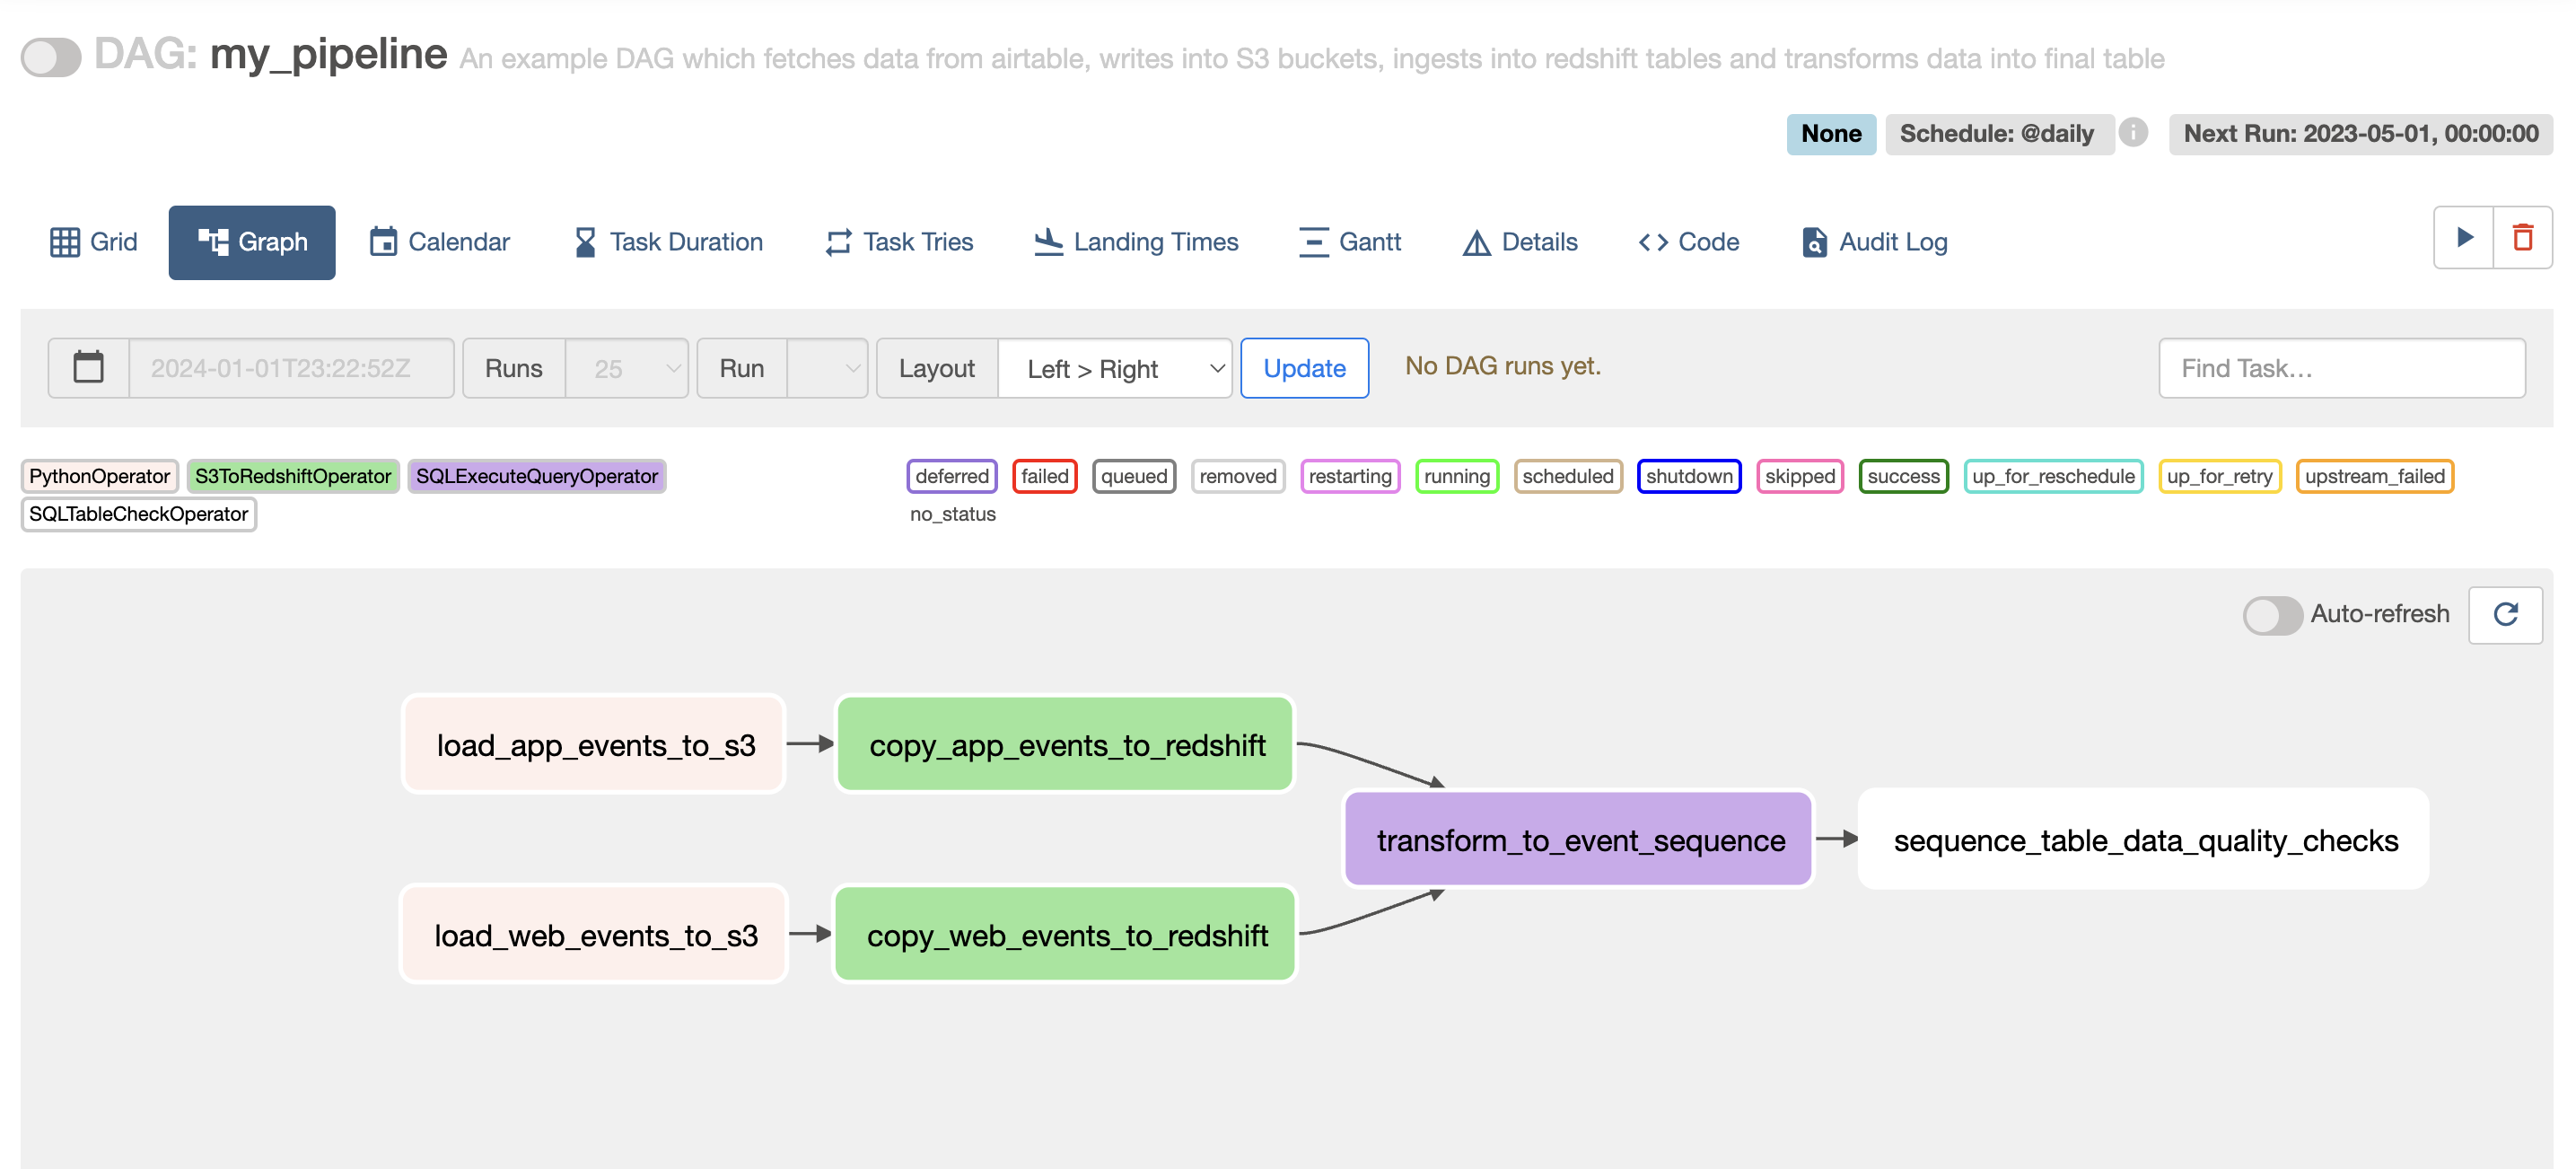 DAG: my_pipeline An example DAG which fetches data from airtable, writes into S3 buckets, ingests into redshift tables and transforms data into final table
None Schedule: @daily Next Run: 2023-05-01, 00:00:00
Grid Graph Calendar Task Duration Task Tries Landing Times Gantt Details Code Audit Log
2024-01-01T23:22:52Z Runs 25 Run Layout Left > Right Update No DAG runs yet. Find Task...
PythonOperator S3ToRedshiftOperator SQLExecuteQueryOperator deferred failed queued removed restarting running scheduled shutdown skipped success up_for_reschedule up_for_retry upstream_failed
SQLTableCheckOperator no_status
Auto-refresh
load_app_events_to_s3 copy_app_events_to_redshift
transform_to_event_sequence sequence_table_data_quality_checks
load_web_events_to_s3 copy_web_events_to_redshift